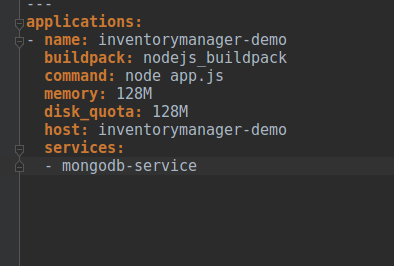 ---
applications:
- name: inventorymanager-demo
  buildpack: nodejs_buildpack
  command: node app.js
  memory: 128M
  disk_quota: 128M
  host: inventorymanager-demo
  services:
  - mongodb-service